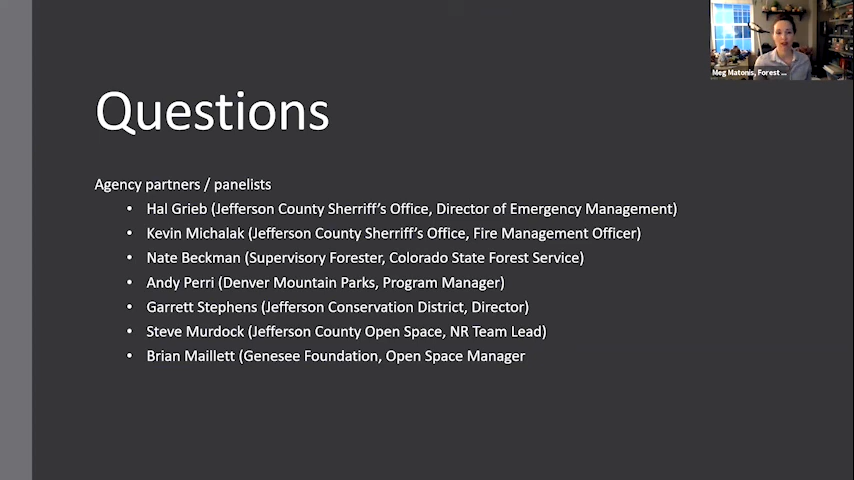 Meg Matonis, Forest ...
Questions
Agency partners / panelists
• Hal Grieb (Jefferson County Sherriff's Office, Director of Emergency Management)
• Kevin Michalak (Jefferson County Sherriff's Office, Fire Management Officer)
• Nate Beckman (Supervisory Forester, Colorado State Forest Service)
• Andy Perri (Denver Mountain Parks, Program Manager)
• Garrett Stephens (Jefferson Conservation District, Director)
• Steve Murdock (Jefferson County Open Space, NR Team Lead)
• Brian Maillett (Genesee Foundation, Open Space Manager